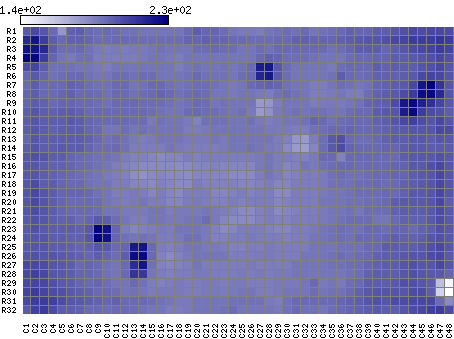 1.4e+02 2.3e+02
R1
R2
R3
R4
R5
R6
R7
R8
R9
R10
R11
R12
R13
R14
R15
R16
R17
R18
R19
R20
R21
R22
R23
R24
R25
R26
R27
R28
R29
R30
R31
R32
C1 C2 C3 C4 C5 C6 C7 C8 C9 C10 C11 C12 C13 C14 C15 C16 C17 C18 C19 C20 C21 C22 C23 C24 C25 C26 C27 C28 C29 C30 C31 C32 C33 C34 C35 C36 C37 C38 C39 C40 C41 C42 C43 C44 C45 C46 C47 C48